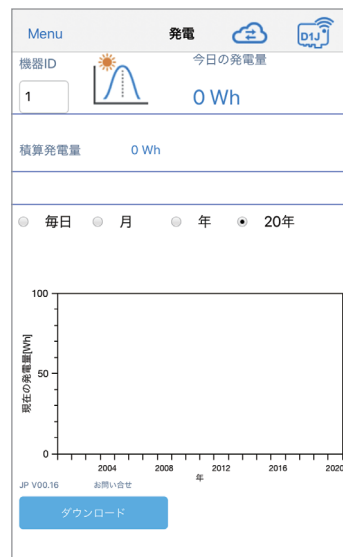 Menu 発電 D1J
機器ID 今日の発電量
1 0 Wh
積算発電量 0 Wh
毎日 月 年 20年
100
現在の発電量[Wh]
50
0
2004 2008 2012 2016 2020
年
JP V00.16 お問い合せ
ダウンロード